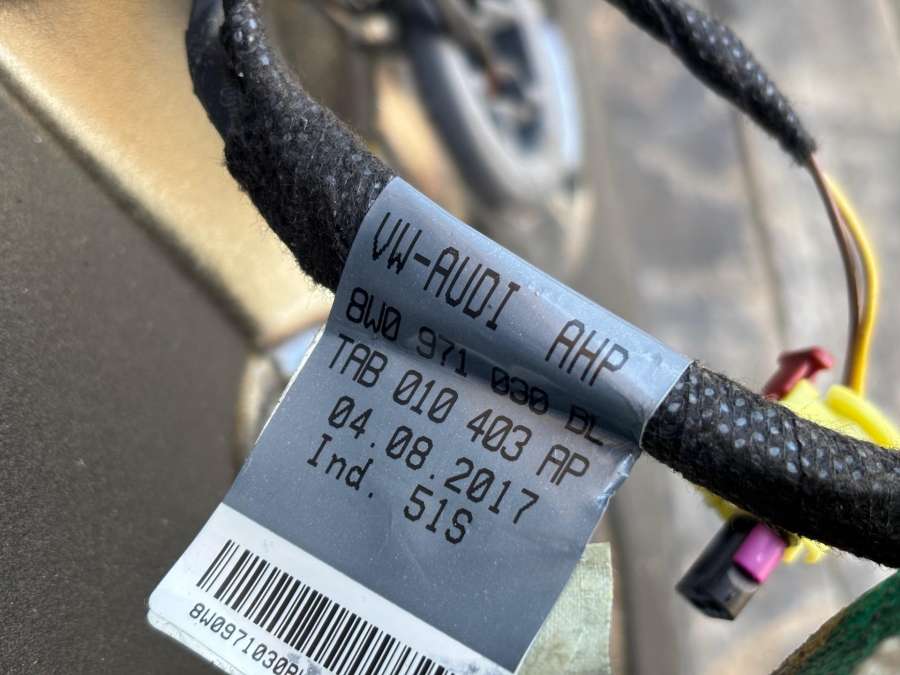 VW-AUDI AHP
8W0 971 030 BL
TAB 010 403 AP
04.08.2017
Ind. 51S
8W0971030B